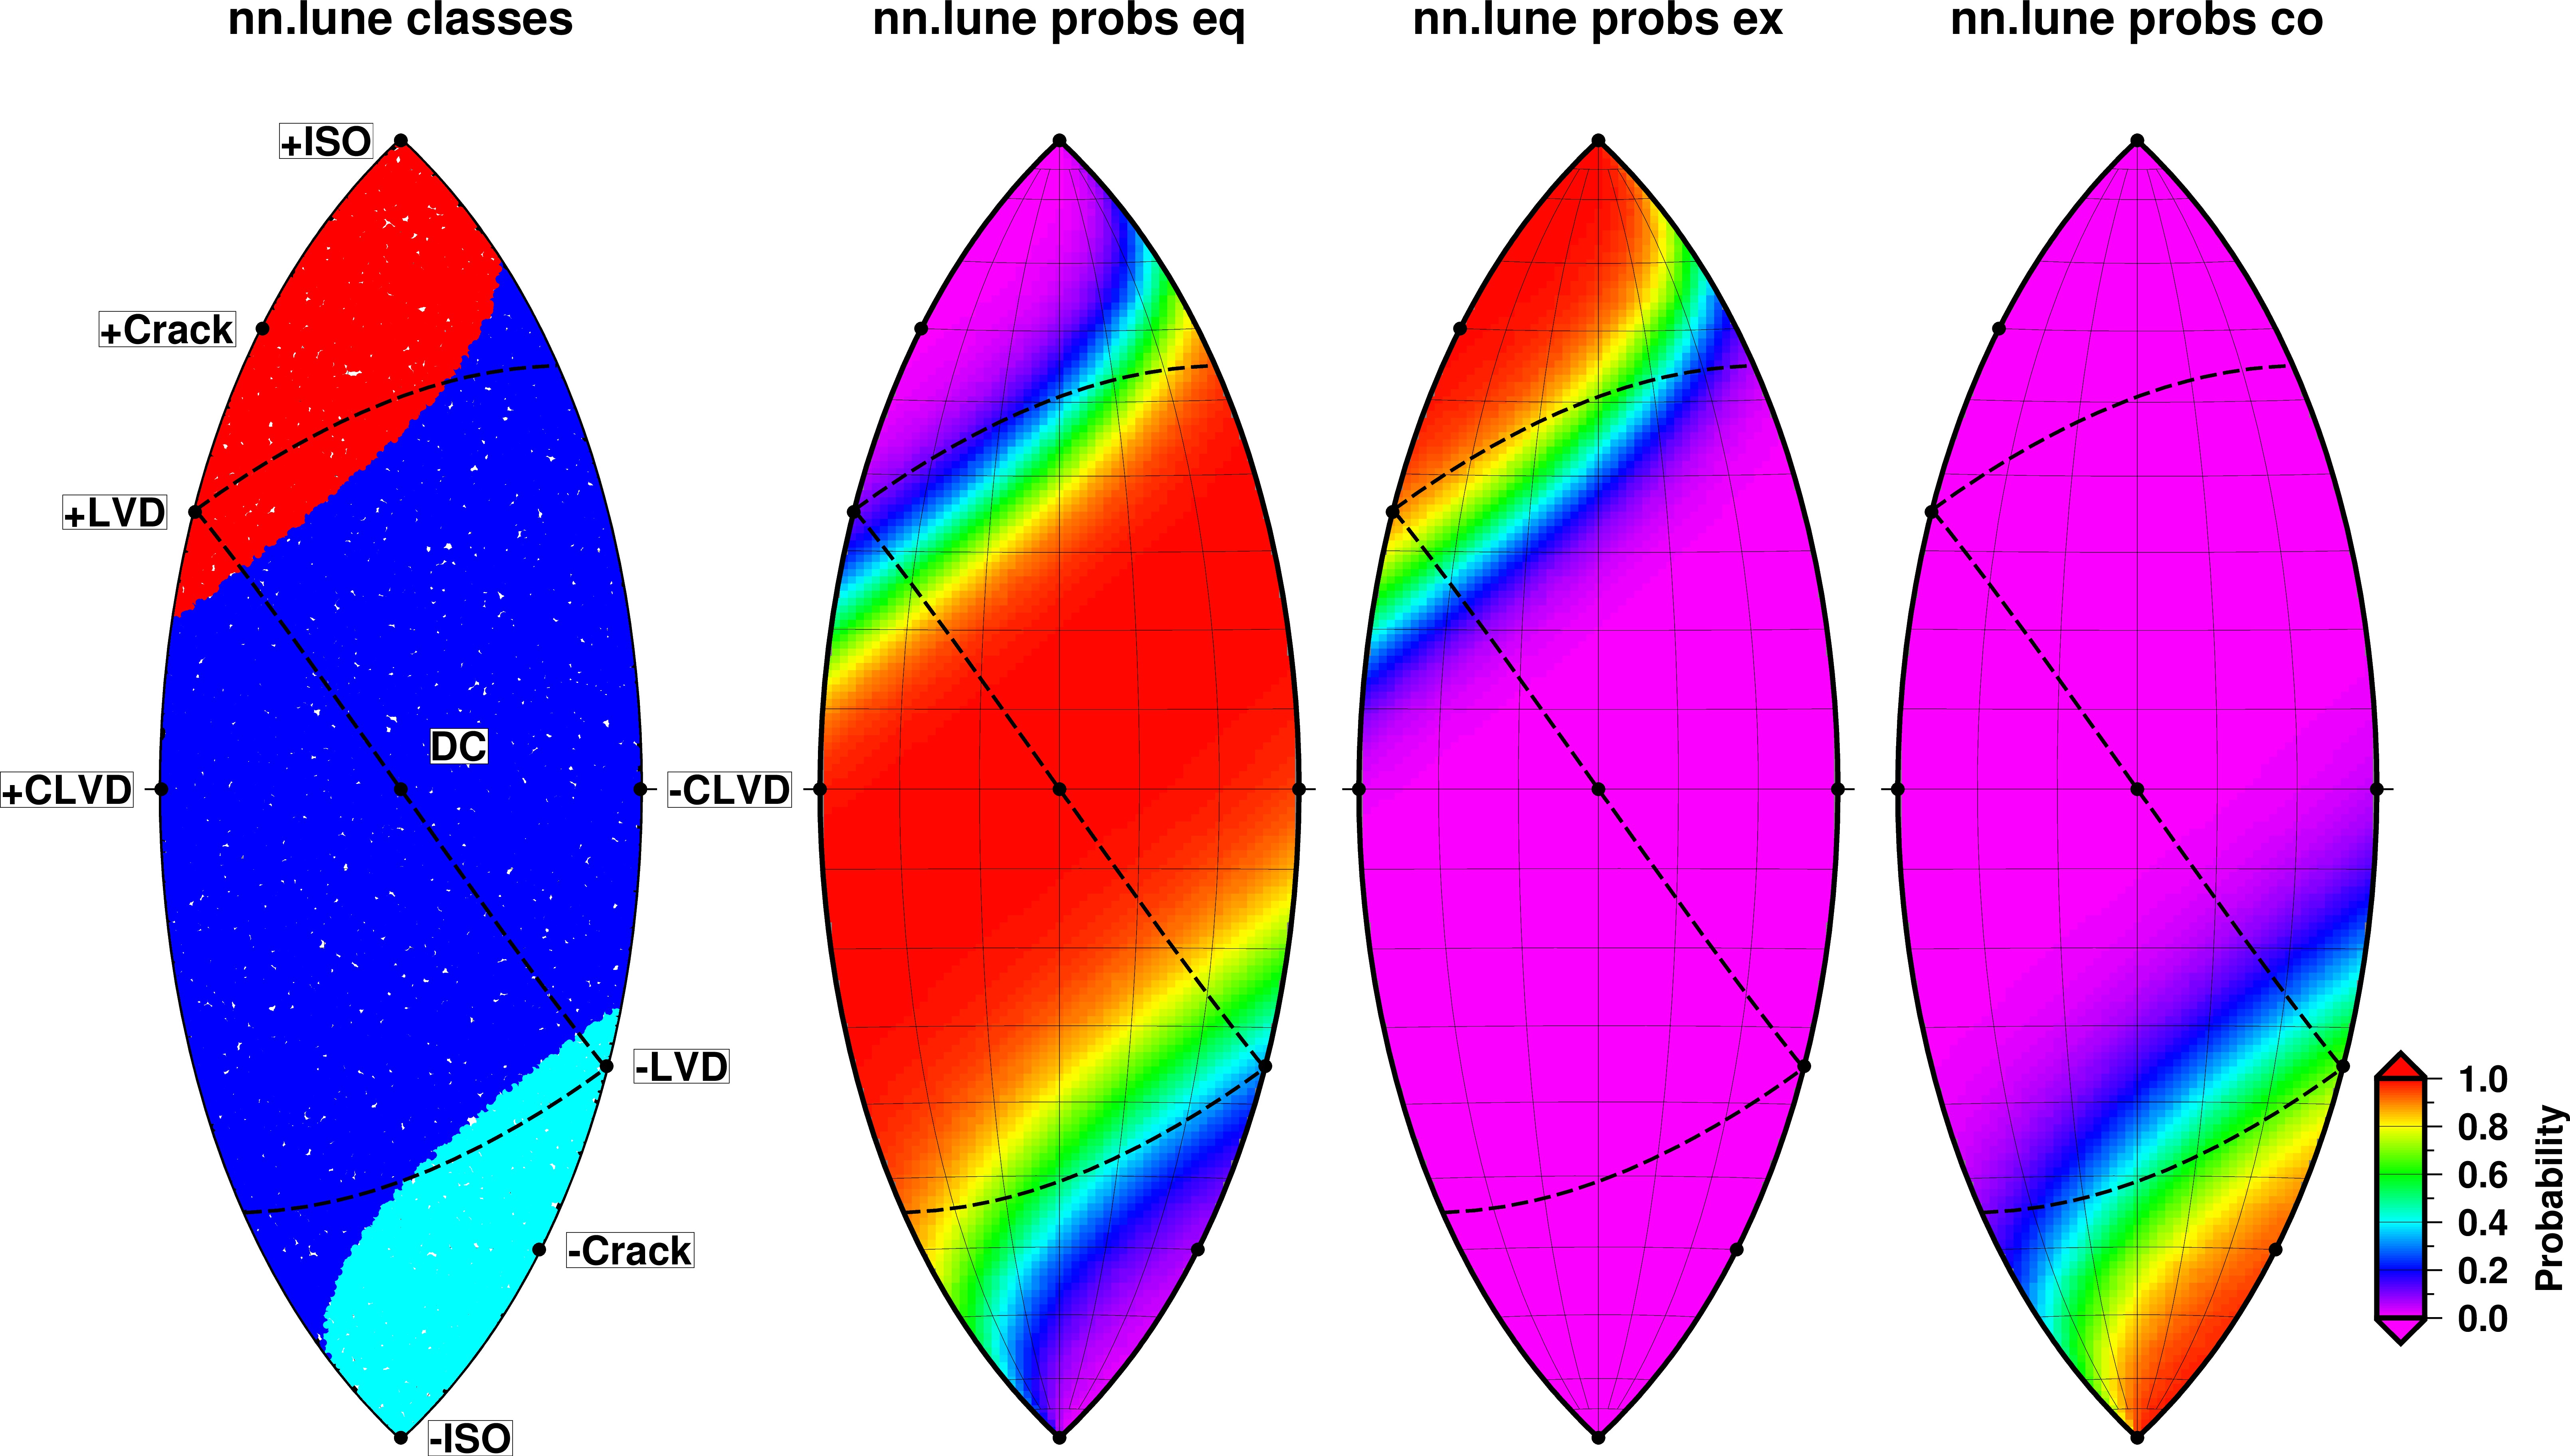 nn.lune classes
nn.lune probs eq
nn.lune probs ex
nn.lune probs co
+ISO
+Crack
+LVD
DC
+CLVD
-CLVD
-LVD
-Crack
-ISO
1.0
0.8
0.6
0.4
0.2
0.0
Probability